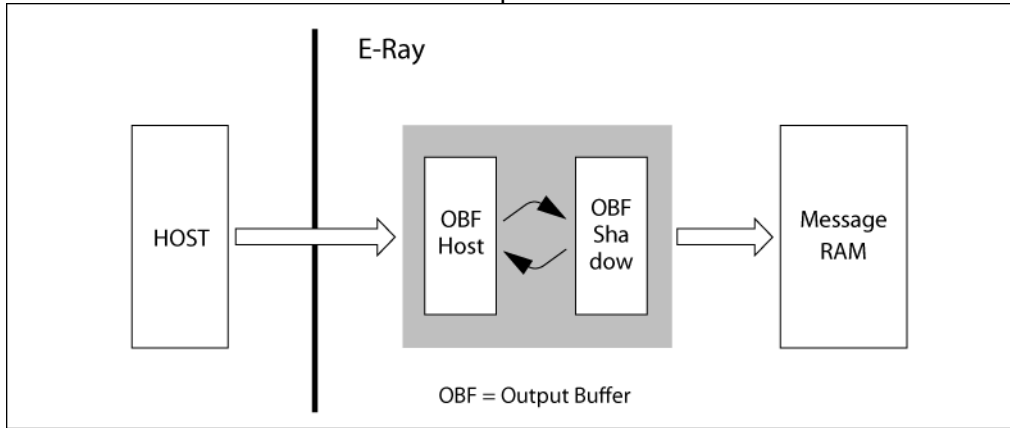 E-Ray
HOST
OBF
Host
OBF
Sha
dow
Message
RAM
OBF = Output Buffer